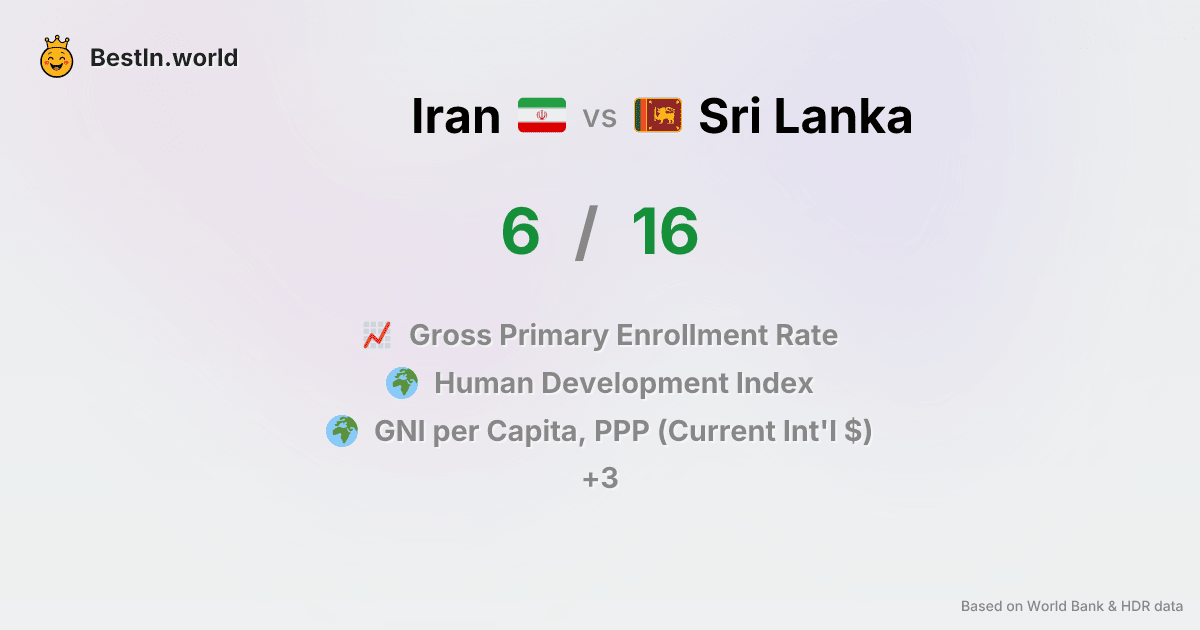 BestIn.world
Iran vs Sri Lanka
6 / 16
Gross Primary Enrollment Rate
Human Development Index
GNI per Capita, PPP (Current Int'l $)
+3
Based on World Bank & HDR data